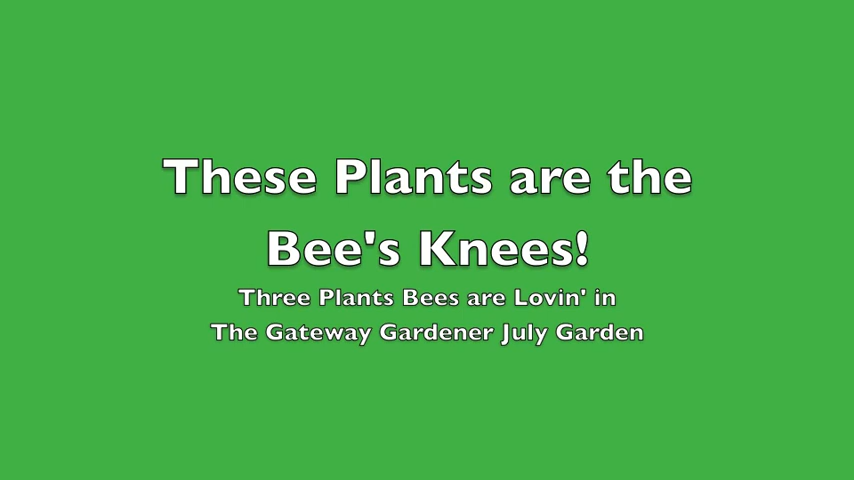 These Plants are the
Bee's Knees!
Three Plants Bees are Lovin' in
The Gateway Gardener July Garden